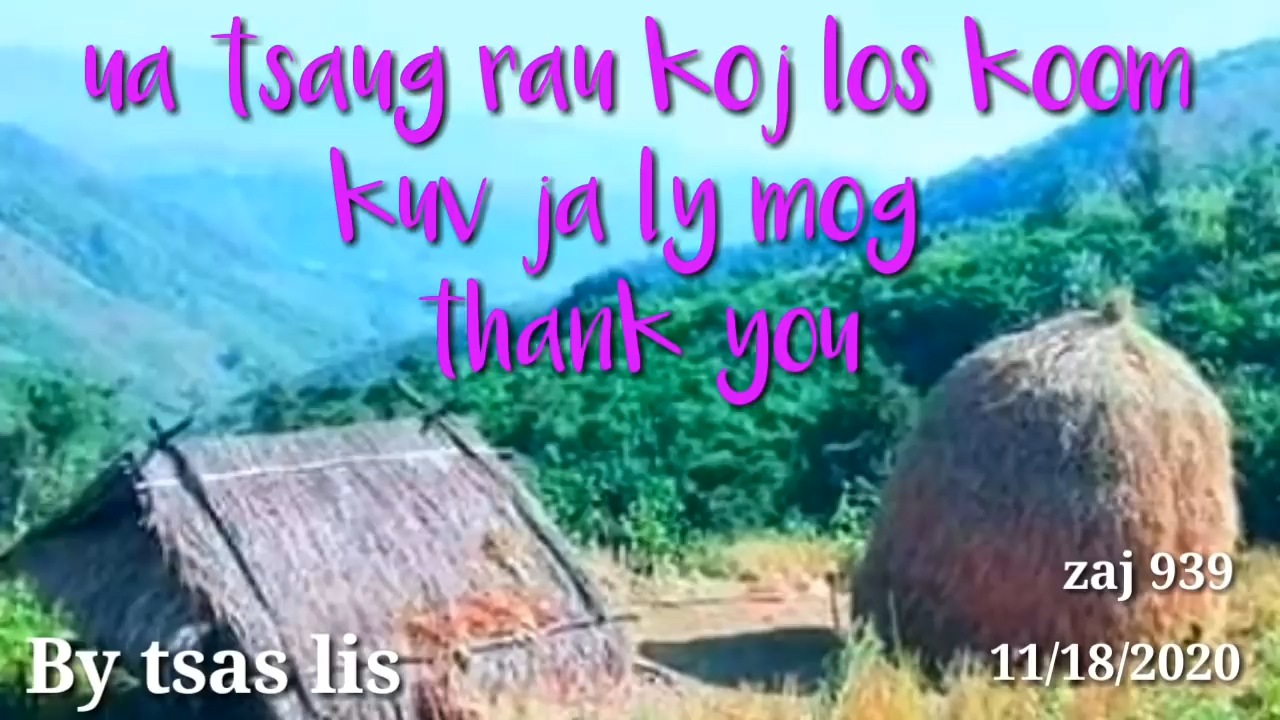 ua tsaug rau koj los koom
kuv ja ly mog
thank you
zaj 939
By tsas lis
11/18/2020